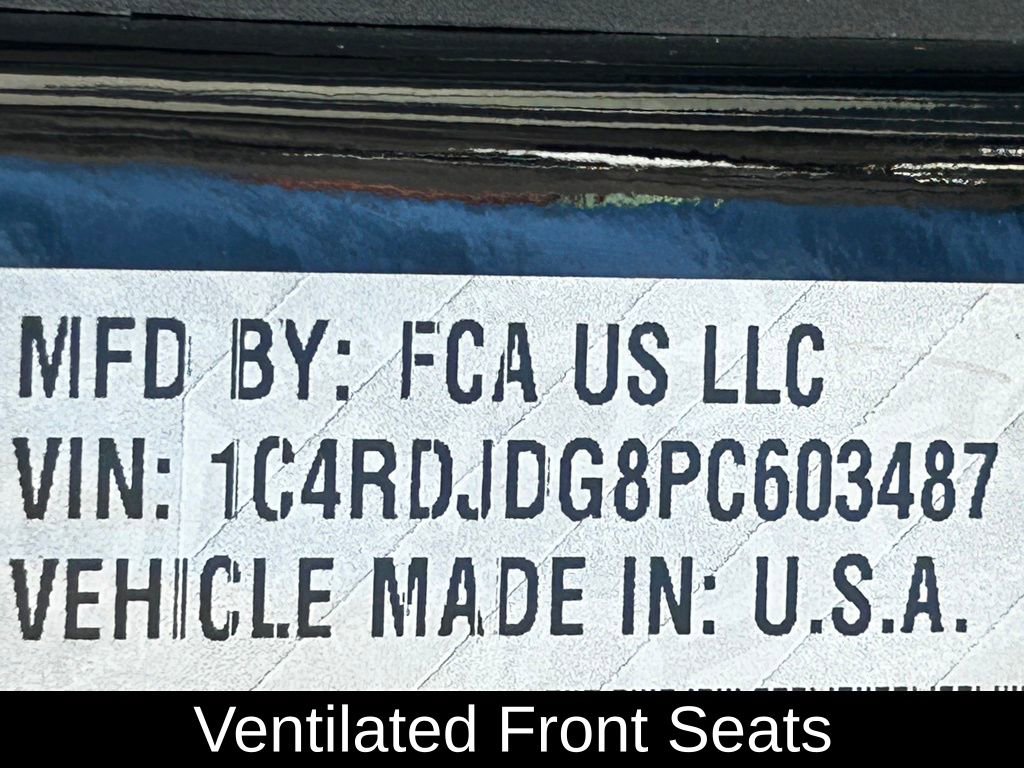 MFD BY: FCA US LLC
VIN: 1C4RDJDG8PC603487
VEHICLE MADE IN: U.S.A.
Ventilated Front Seats